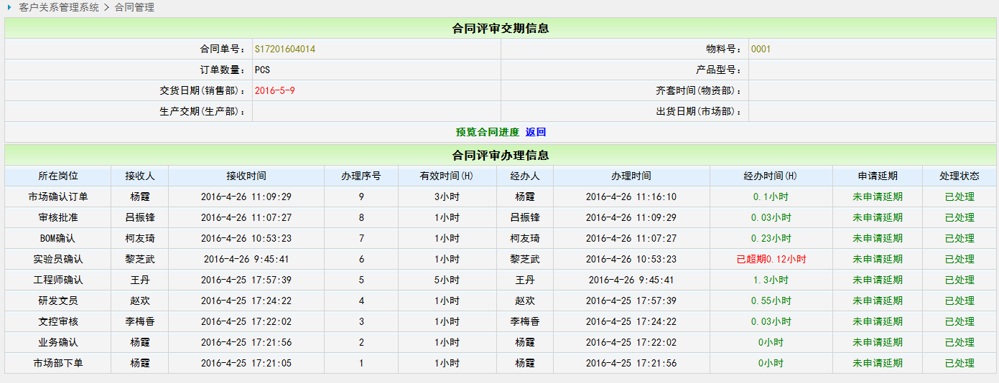 客户关系管理系统 > 合同管理
合同评审交期信息
合同单号： S17201604014 物料号： 0001
订单数量： PCS 产品型号：
交货日期(销售部)： 2016-5-9 齐套时间(物资部)：
生产交期(生产部)： 出货日期(市场部)：
预览合同进度 返回
合同评审办理信息
所在岗位 接收人 接收时间 办理序号 有效时间(H) 经办人 办理时间 经办时间(H) 申请延期 处理状态
市场确认订单 杨霞 2016-4-26 11:09:29 9 3小时 杨霞 2016-4-26 11:16:10 0.1小时 未申请延期 已处理
审核批准 吕振锋 2016-4-26 11:07:27 8 1小时 吕振锋 2016-4-26 11:09:29 0.03小时 未申请延期 已处理
BOM确认 柯友琦 2016-4-26 10:53:23 7 1小时 柯友琦 2016-4-26 11:07:27 0.23小时 未申请延期 已处理
实验员确认 黎芝武 2016-4-26 9:45:41 6 1小时 黎芝武 2016-4-26 10:53:23 已超期0.12小时 未申请延期 已处理
工程师确认 王丹 2016-4-25 17:57:39 5 5小时 王丹 2016-4-26 9:45:41 1.3小时 未申请延期 已处理
研发文员 赵欢 2016-4-25 17:24:22 4 1小时 赵欢 2016-4-25 17:57:39 0.55小时 未申请延期 已处理
文控审核 李梅香 2016-4-25 17:22:02 3 1小时 李梅香 2016-4-25 17:24:22 0.03小时 未申请延期 已处理
业务确认 杨霞 2016-4-25 17:21:56 2 1小时 杨霞 2016-4-25 17:22:02 0小时 未申请延期 已处理
市场部下单 杨霞 2016-4-25 17:21:05 1 1小时 杨霞 2016-4-25 17:21:56 0小时 未申请延期 已处理